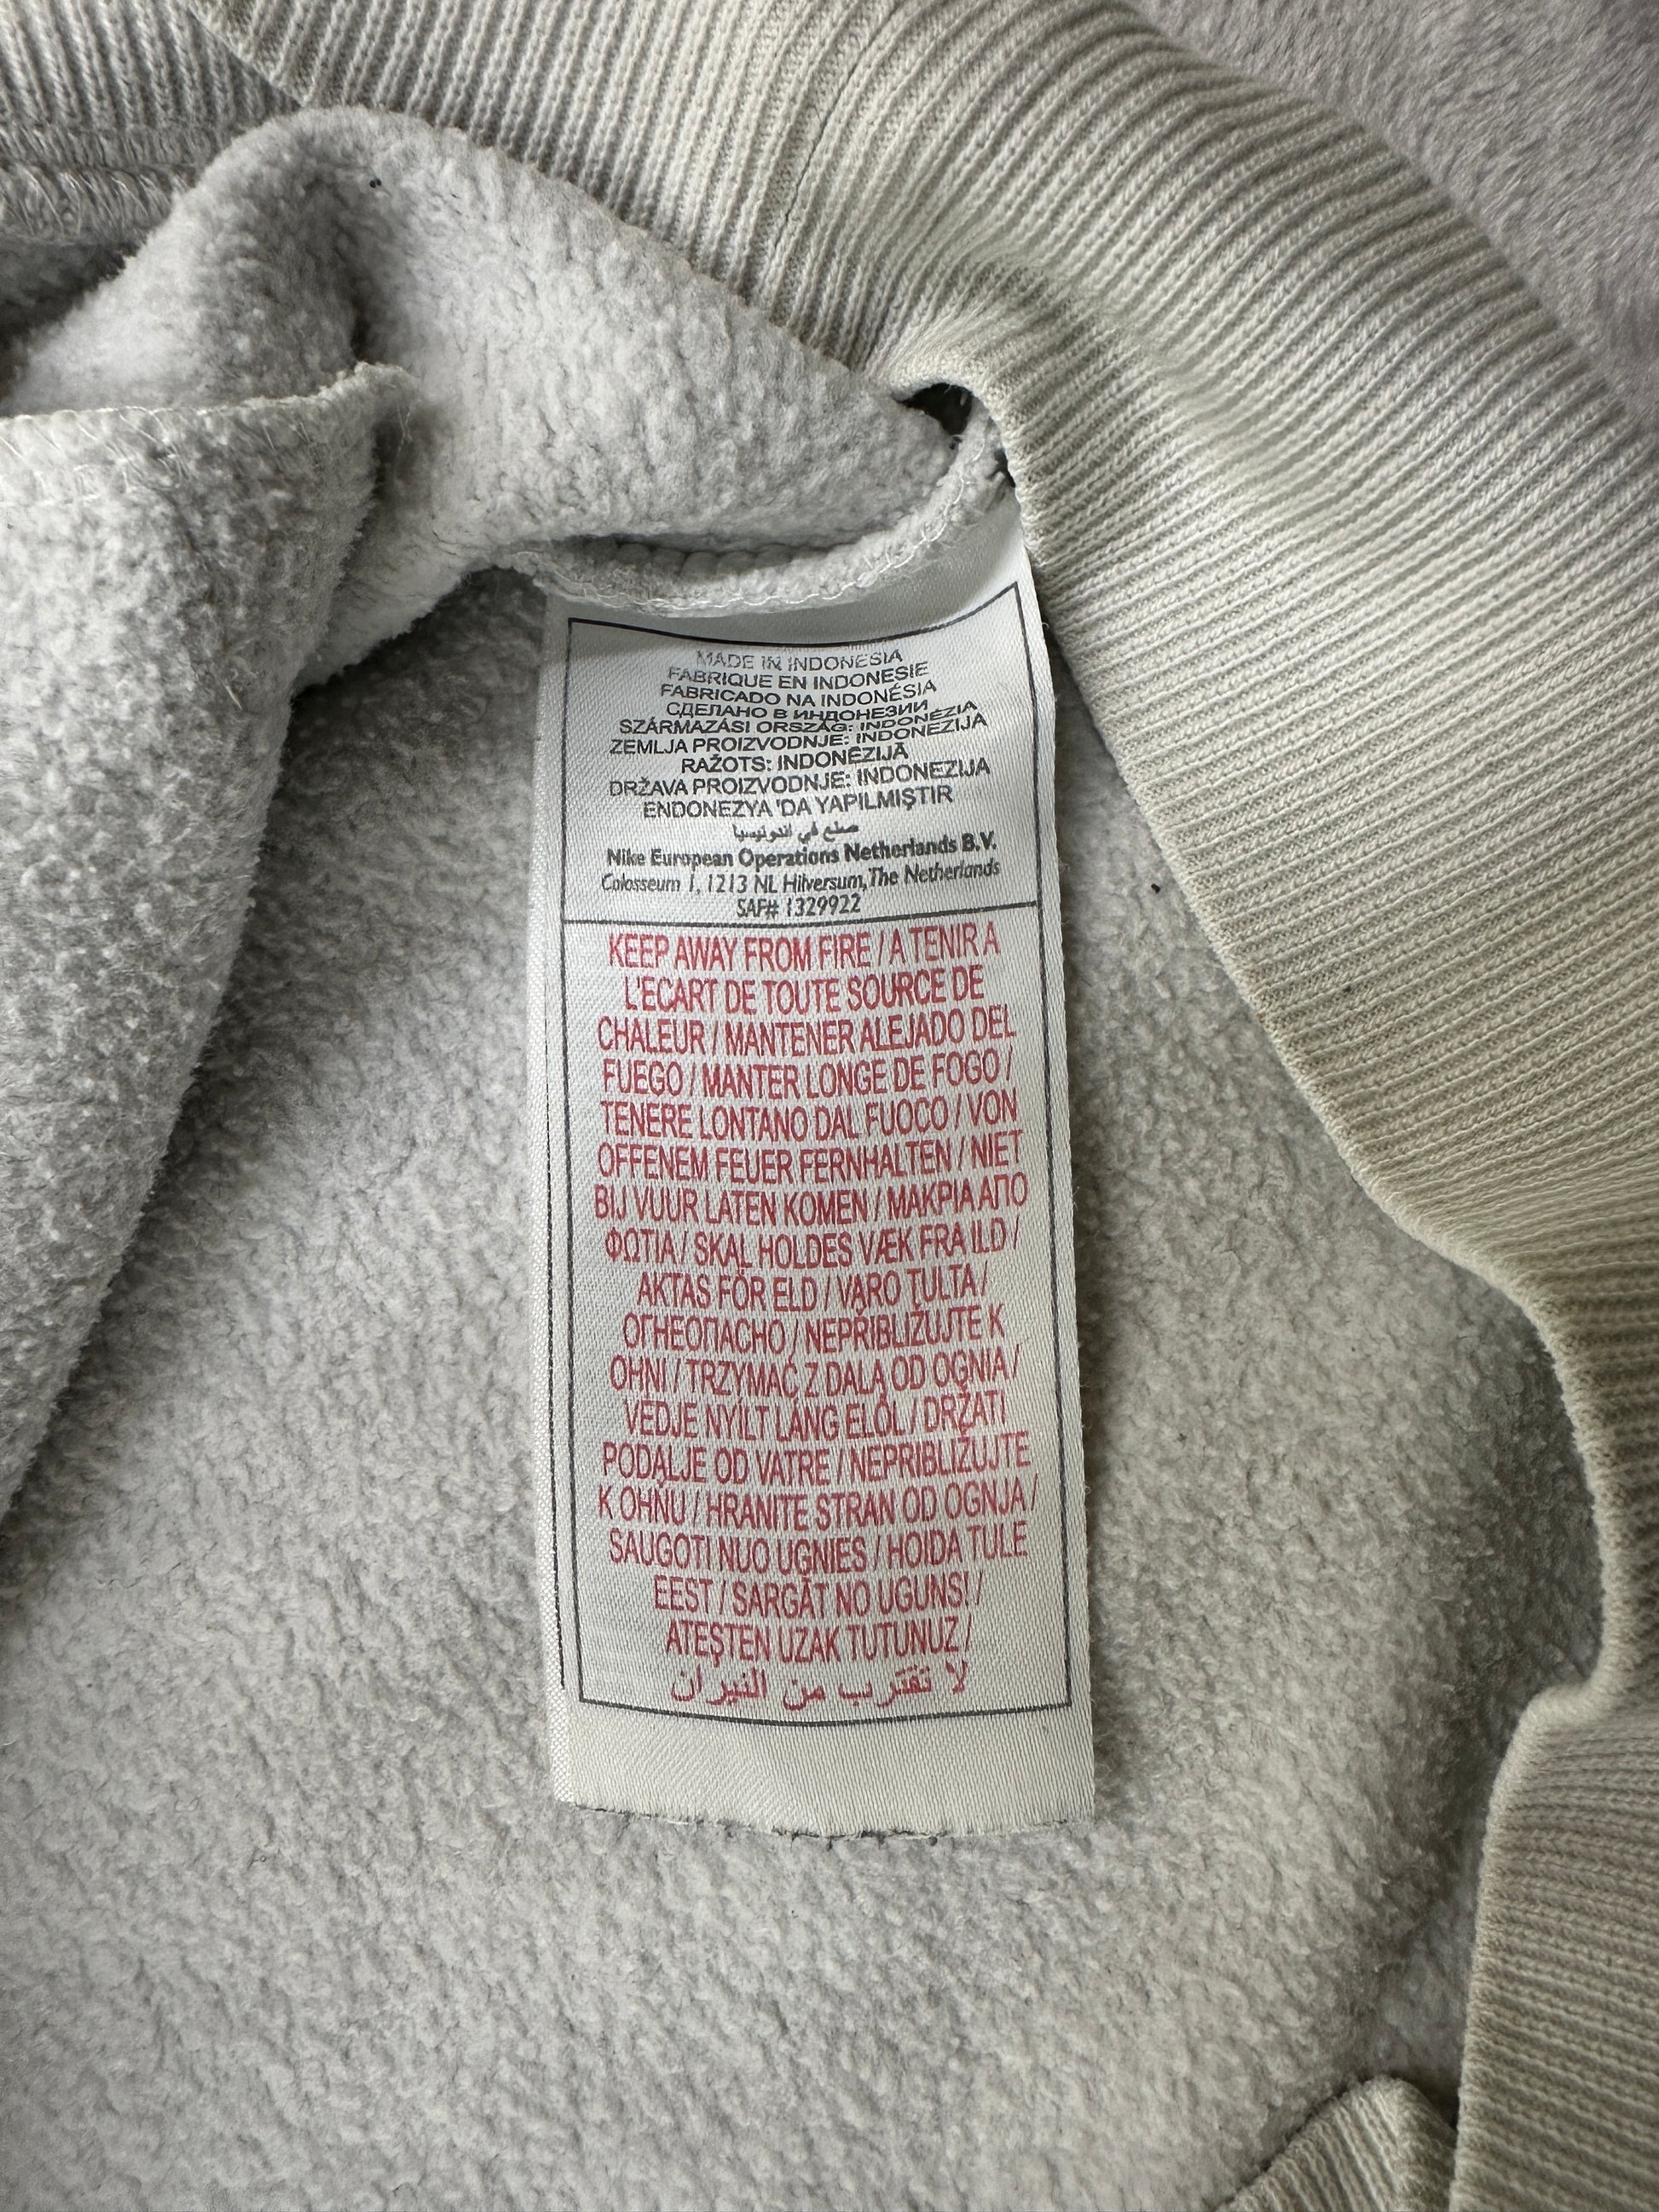 MADE IN INDONESIA
FABRIQUE EN INDONESIE
FABRICADO NA INDONÉSIA
СДЕЛАНО В ИНДОНЕЗИИ
SZÁRMAZÁSI ORSZÁG: INDONÉZIA
ZEMLJA PROIZVODNJE: INDONEZIJA
RAŽOTS: INDONĒZIJĀ
DRŽAVA PROIZVODNJE: INDONEZIJA
ENDONEZYA 'DA YAPILMIŞTIR
صنع في اندونيسيا
Nike European Operations Netherlands B.V.
Colosseum 1, 1213 NL Hilversum, The Netherlands
SAF# 1329922
KEEP AWAY FROM FIRE / A TENIR A
L'ECART DE TOUTE SOURCE DE
CHALEUR / MANTENER ALEJADO DEL
FUEGO / MANTER LONGE DE FOGO /
TENERE LONTANO DAL FUOCO / VON
OFFENEM FEUER FERNHALTEN / NIET
BIJ VUUR LATEN KOMEN / ΜΑΚΡΙΑ ΑΠΟ
ΦΩΤΙΑ / SKAL HOLDES VÆK FRA ILD /
AKTAS FÖR ELD / VARO TULTA /
ОГНЕОПАСНО / NEPŘIBLIŽUJTE K
OHNI / TRZYMAĆ Z DALA OD OGNIA /
VEDJE NYÍLT LÁNG ELŐL / DRŽATI
PODALJE OD VATRE / NEPRIBLIŽUJTE
K OHŇU / HRANITE STRAN OD OGNJA /
SAUGOTI NUO UGNIES / HOIDA TULE
EEST / SARGĀT NO UGUNS! /
ATEŞTEN UZAK TUTUNUZ /
لا تقترب من النيران